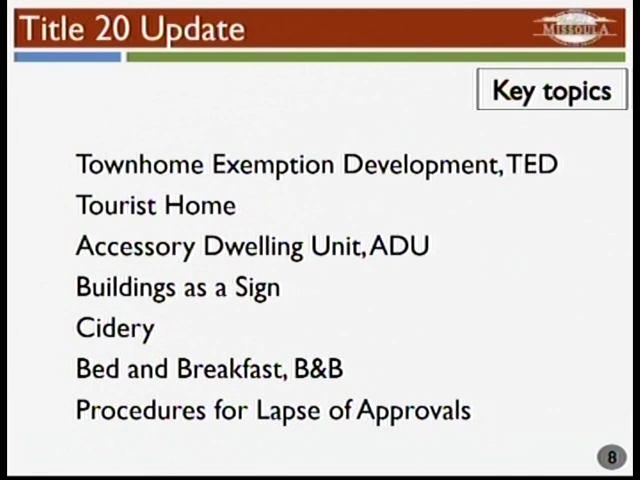 Title 20 Update
MISSOULA
Key topics
Townhome Exemption Development, TED
Tourist Home
Accessory Dwelling Unit, ADU
Buildings as a Sign
Cidery
Bed and Breakfast, B&B
Procedures for Lapse of Approvals
8